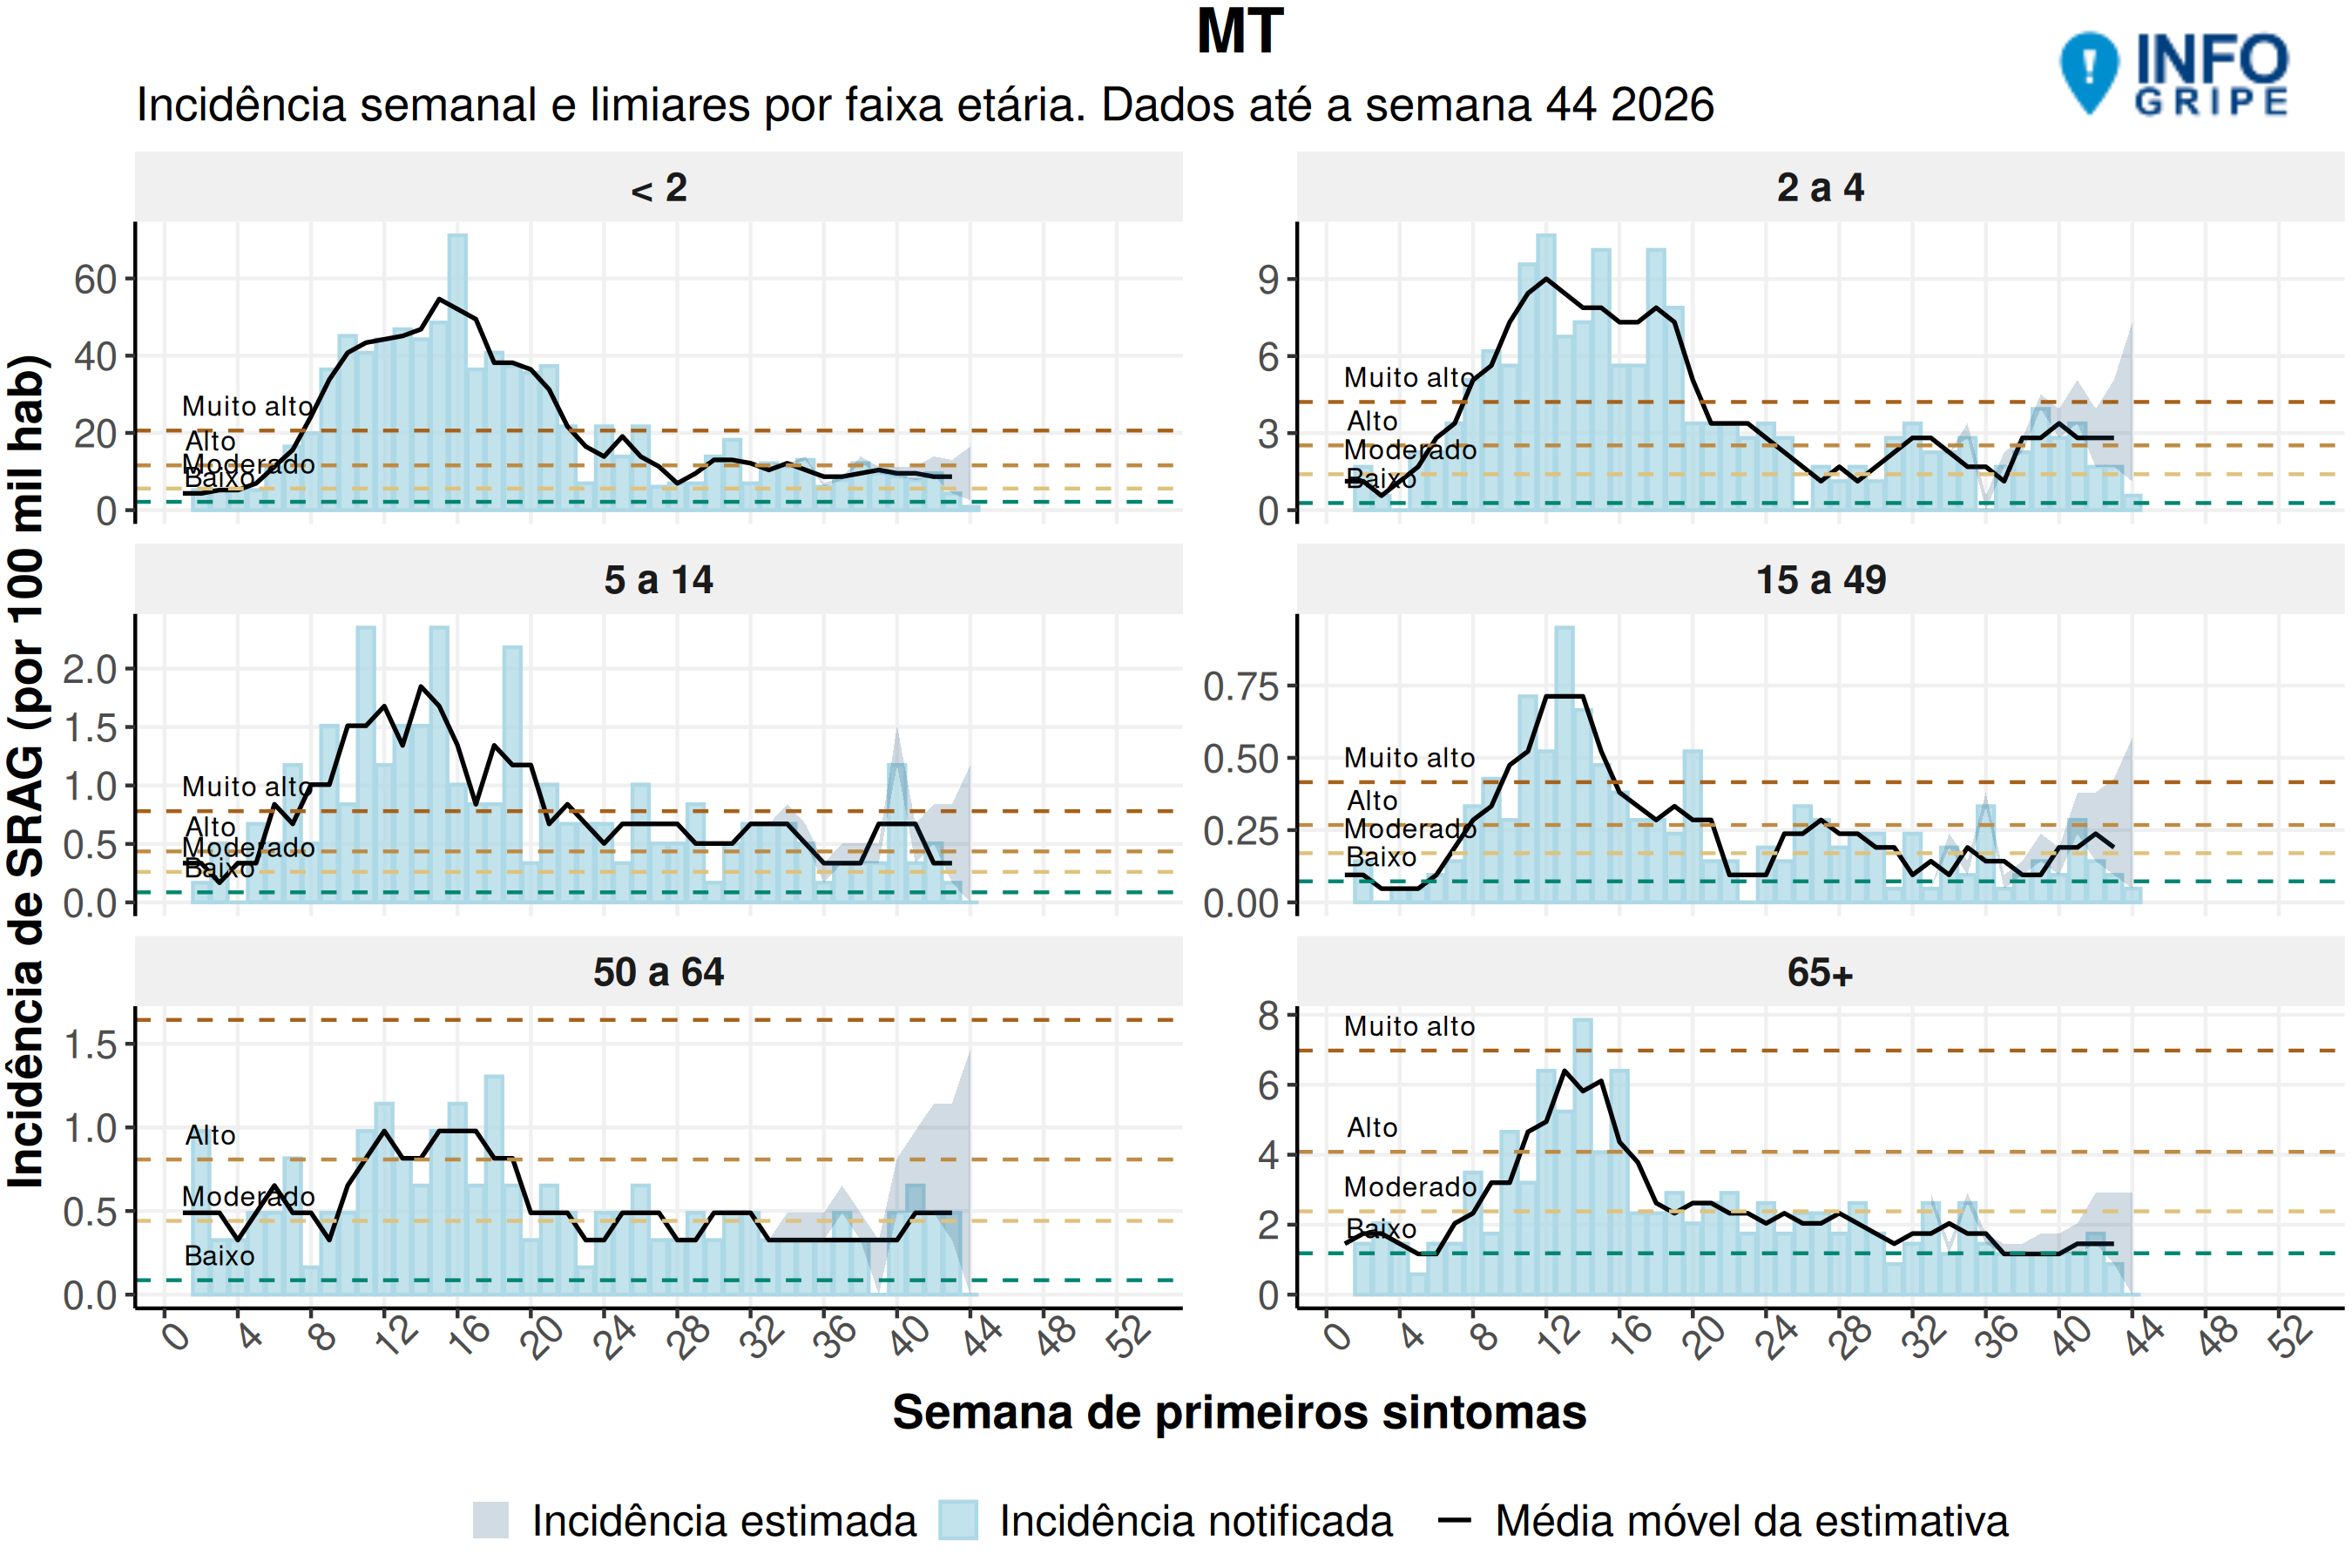 MT
INFO
GRIPE
Incidência semanal e limiares por faixa etária. Dados até a semana 44 2026
Incidência de SRAG (por 100 mil hab)
< 2
60
40
20
0
Muito alto
Alto
Moderado
Baixo
2 a 4
9
6
3
0
Muito alto
Alto
Moderado
Baixo
5 a 14
2.0
1.5
1.0
0.5
0.0
Muito alto
Alto
Moderado
Baixo
15 a 49
0.75
0.50
0.25
0.00
Muito alto
Alto
Moderado
Baixo
50 a 64
1.5
1.0
0.5
0.0
Alto
Moderado
Baixo
65+
8
6
4
2
0
Muito alto
Alto
Moderado
Baixo
0 4 8 12 16 20 24 28 32 36 40 44 48 52
0 4 8 12 16 20 24 28 32 36 40 44 48 52
Semana de primeiros sintomas
Incidência estimada Incidência notificada Média móvel da estimativa